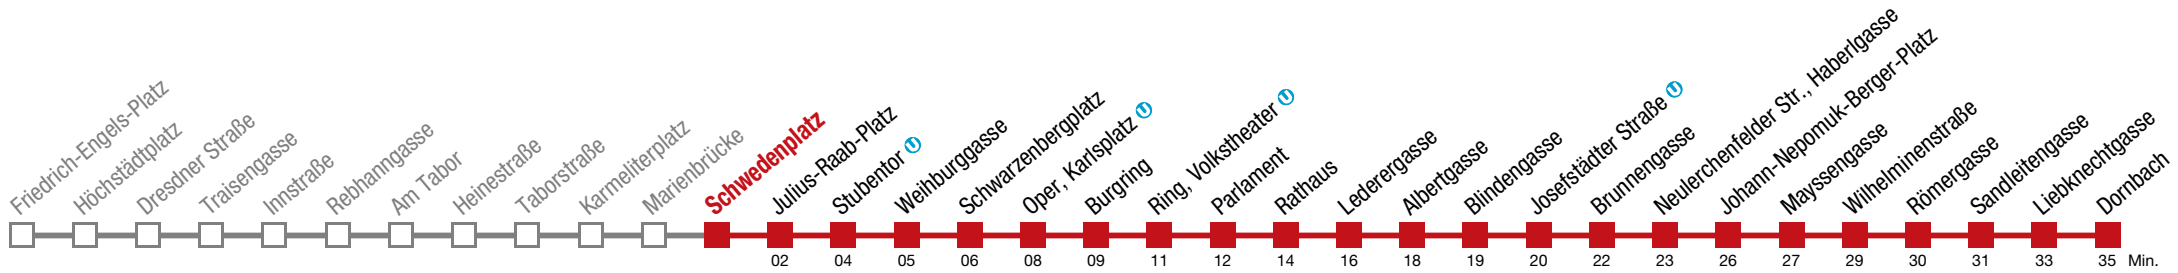 Friedrich-Engels-Platz
Höchstädtplatz
Dresdner Straße
Traisengasse
Innstraße
Rebhanngasse
Am Tabor
Heinestraße
Taborstraße
Karmeliterplatz
Marienbrücke
Schwedenplatz
Julius-Raab-Platz
Stubentor U
Weihburggasse
Schwarzenbergplatz
Oper, Karlsplatz U
Burgring
Ring, Volkstheater U
Parlament
Rathaus
Lederergasse
Albertgasse
Blindengasse
Josefstädter Straße U
Brunnengasse
Neulerchenfelder Str., Haberlgasse
Johann-Nepomuk-Berger-Platz
Mayssengasse
Wilhelminenstraße
Römergasse
Sandleitengasse
Liebknechtgasse
Dornbach
02 04 05 06 08 09 11 12 14 16 18 19 20 22 23 26 27 29 30 31 33 35 Min.